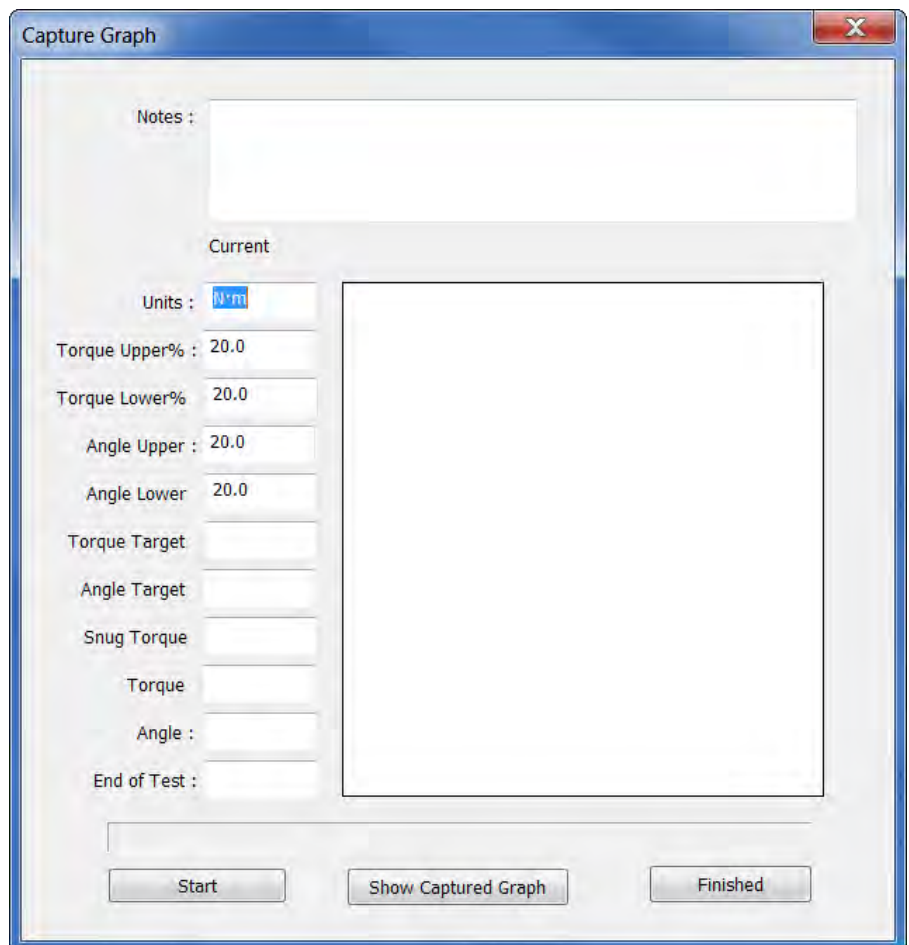 Capture Graph
Notes :
Current
Units : N·m
Torque Upper% : 20.0
Torque Lower% 20.0
Angle Upper : 20.0
Angle Lower 20.0
Torque Target
Angle Target
Snug Torque
Torque
Angle :
End of Test :
Start Show Captured Graph Finished